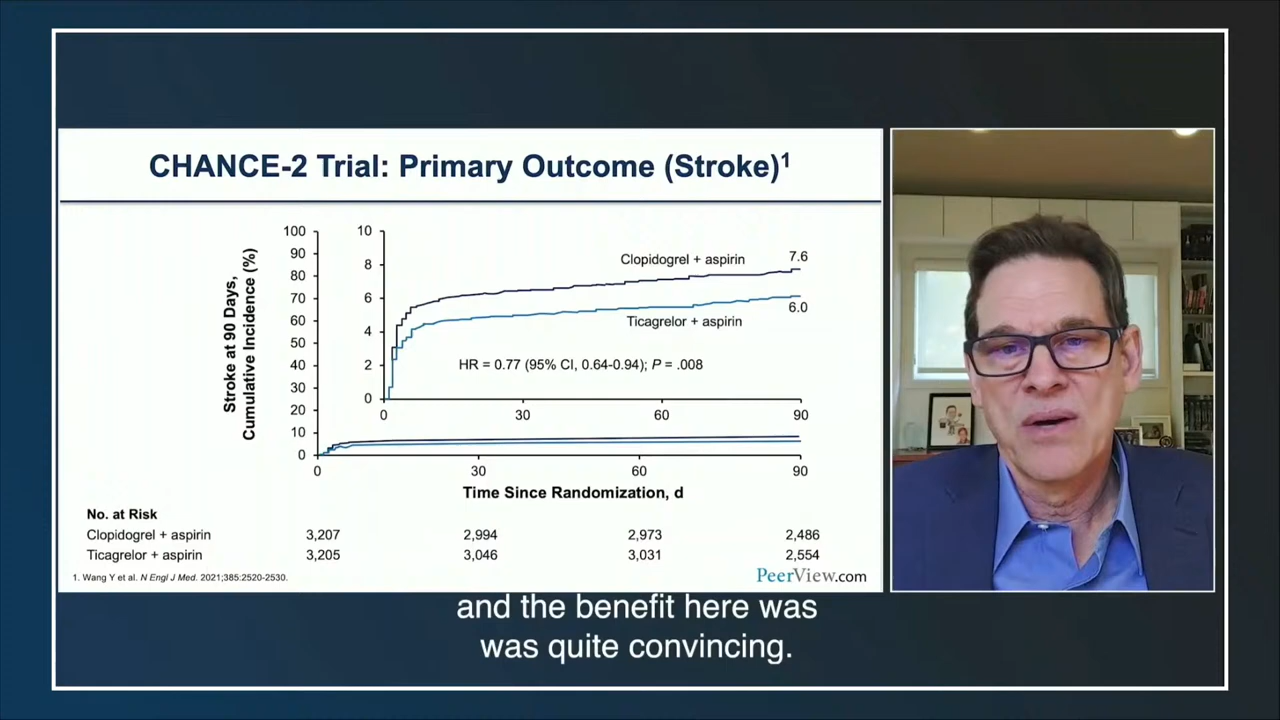 CHANCE-2 Trial: Primary Outcome (Stroke)¹
Stroke at 90 Days,
Cumulative Incidence (%)
100
90
80
70
60
50
40
30
20
10
0
10
8
6
4
2
0
Clopidogrel + aspirin
7.6
6.0
Ticagrelor + aspirin
HR = 0.77 (95% CI, 0.64-0.94); P = .008
0 30 60 90
0 30 60 90
Time Since Randomization, d
No. at Risk
Clopidogrel + aspirin 3,207 2,994 2,973 2,486
Ticagrelor + aspirin 3,205 3,046 3,031 2,554
1. Wang Y et al. N Engl J Med. 2021;385:2520-2530.
PeerView.com
and the benefit here was
was quite convincing.